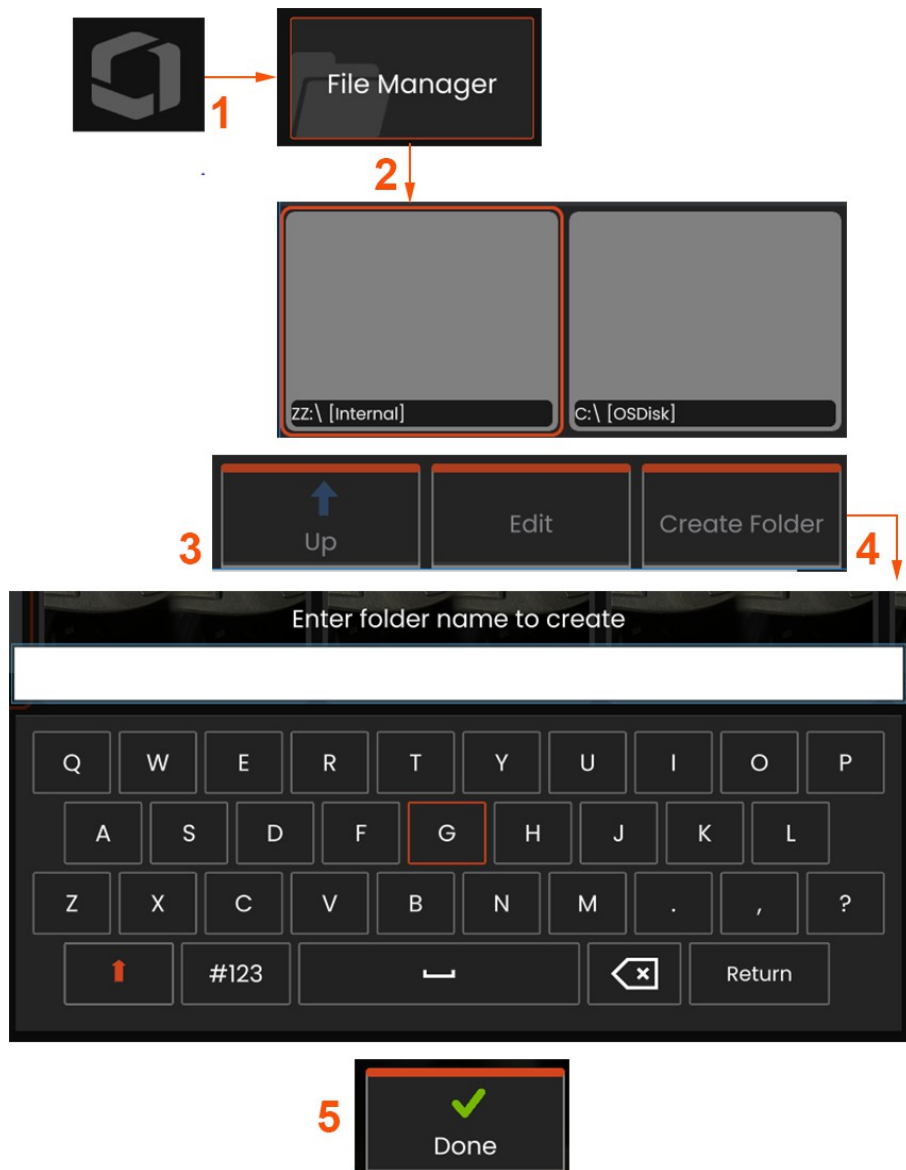 1
File Manager
2
ZZ:\ [Internal] C:\ [OSDisk]
3 Up Edit Create Folder 4
Enter folder name to create
Q W E R T Y U I O P
A S D F G H J K L
Z X C V B N M . , ?
#123 Return
5
Done